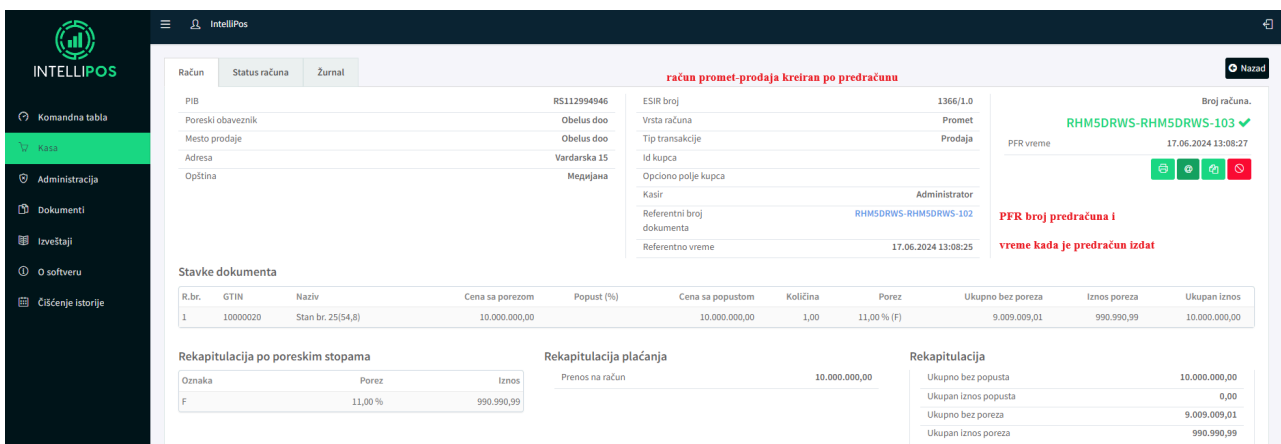 INTELLIPOS
Komandna tabla
Kasa
Administracija
Dokumenti
Izveštaji
O softveru
Čišćenje istorije
IntelliPos
Račun Status računa Žurnal
račun promet-prodaja kreiran po predračunu
Nazad
PIB RS112994946
Poreski obaveznik Obelus doo
Mesto prodaje Obelus doo
Adresa Vardarska 15
Opština Медијана
ESIR broj 1366/1.0
Vrsta računa Promet
Tip transakcije Prodaja
Id kupca
Opciono polje kupca
Kasir Administrator
Referentni broj dokumenta RHM5DRWS-RHM5DRWS-102
Referentno vreme 17.06.2024 13:08:25
Broj računa.
RHM5DRWS-RHM5DRWS-103
PFR vreme 17.06.2024 13:08:27
PFR broj predračuna i
vreme kada je predračun izdat
Stavke dokumenta
R.br. GTIN Naziv Cena sa porezom Popust (%) Cena sa popustom Količina Porez Ukupno bez poreza Iznos poreza Ukupan iznos
1 10000020 Stan br. 25(54,8) 10.000.000,00 10.000.000,00 1,00 11,00 % (F) 9.009.009,01 990.990,99 10.000.000,00
Rekapitulacija po poreskim stopama
Oznaka Porez Iznos
F 11,00 % 990.990,99
Rekapitulacija plaćanja
Prenos na račun 10.000.000,00
Rekapitulacija
Ukupno bez popusta 10.000.000,00
Ukupan iznos popusta 0,00
Ukupno bez poreza 9.009.009,01
Ukupan iznos poreza 990.990,99